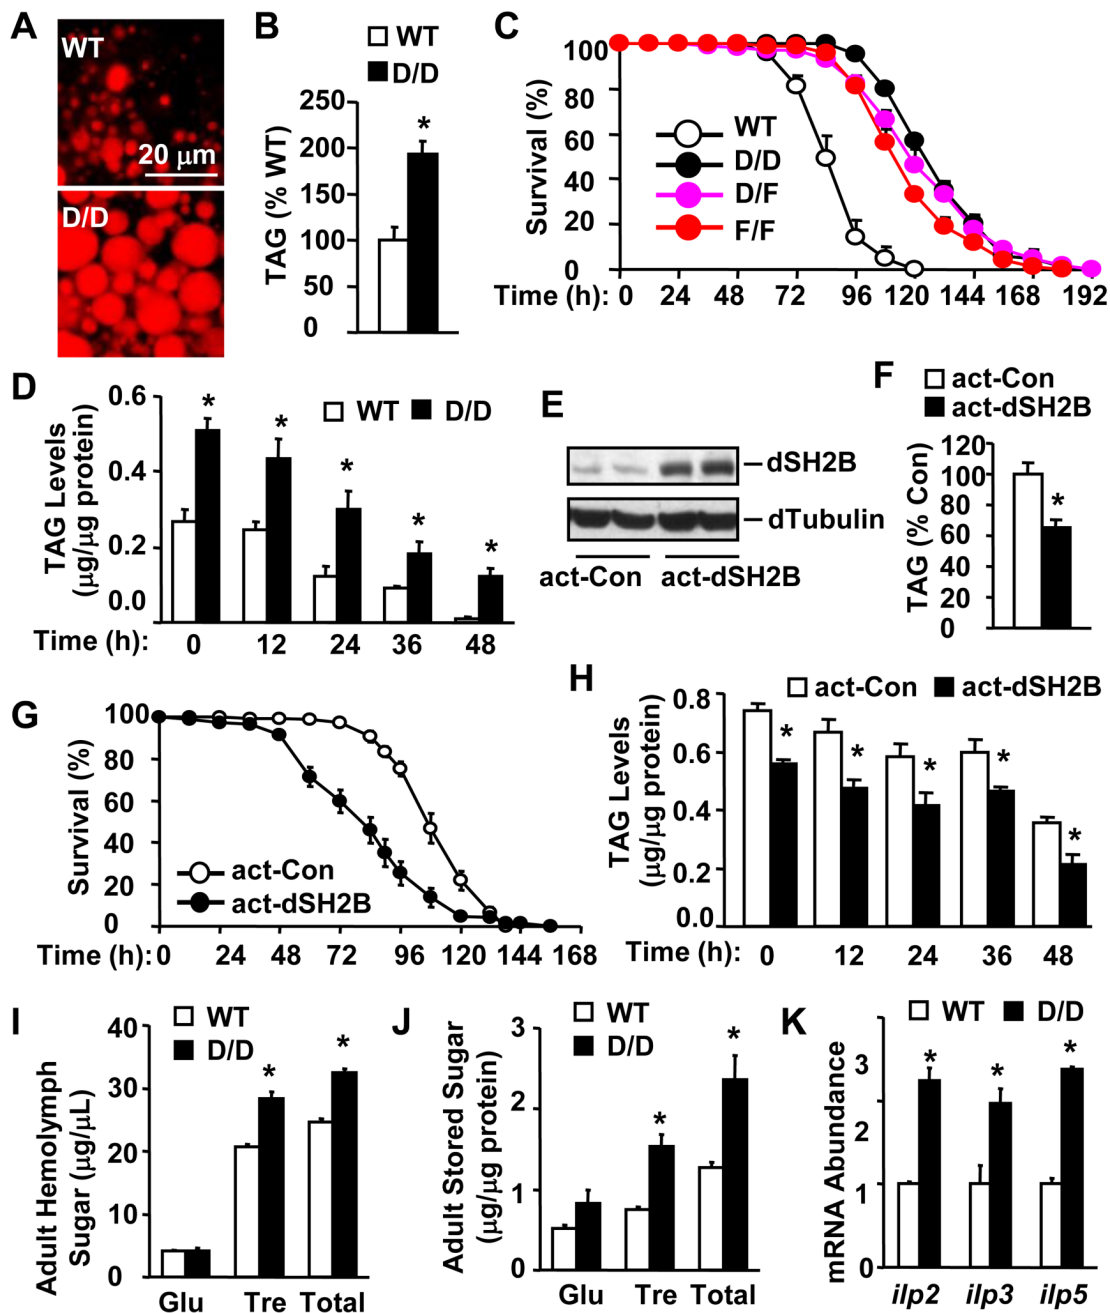 A
WT
20 μm
D/D
B
WT
D/D
TAG (% WT)
250
200
150
100
50
0
*
C
Survival (%)
100
80
60
40
20
0
WT
D/D
D/F
F/F
Time (h): 0 24 48 72 96 120 144 168 192
D
TAG Levels
(μg/μg protein)
0.6
0.4
0.2
0.0
WT D/D
* * * * *
Time (h): 0 12 24 36 48
E
dSH2B
dTubulin
act-Con act-dSH2B
F
act-Con
act-dSH2B
TAG (% Con)
120
100
80
60
40
20
0
*
G
Survival (%)
100
80
60
40
20
0
act-Con
act-dSH2B
Time (h): 0 24 48 72 96 120 144 168
H
act-Con act-dSH2B
TAG Levels
(μg/μg protein)
0.8
0.6
0.4
0.0
* * * * *
Time (h): 0 12 24 36 48
I
WT
D/D
Adult Hemolymph
Sugar (μg/μL)
40
30
20
10
0
* *
Glu Tre Total
J
WT
D/D
Adult Stored Sugar
(μg/μg protein)
3
2
1
0
* *
Glu Tre Total
K
WT D/D
mRNA Abundance
3
2
1
0
* * *
ilp2 ilp3 ilp5